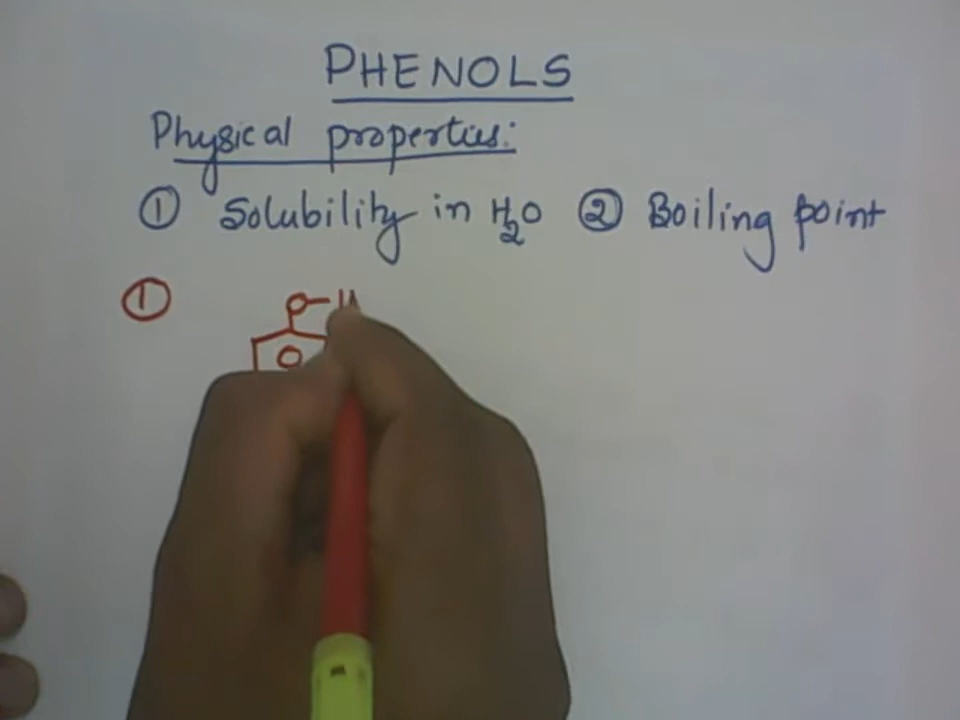 PHENOLS
Physical properties:
① Solubility in H₂O ② Boiling point
① O-H